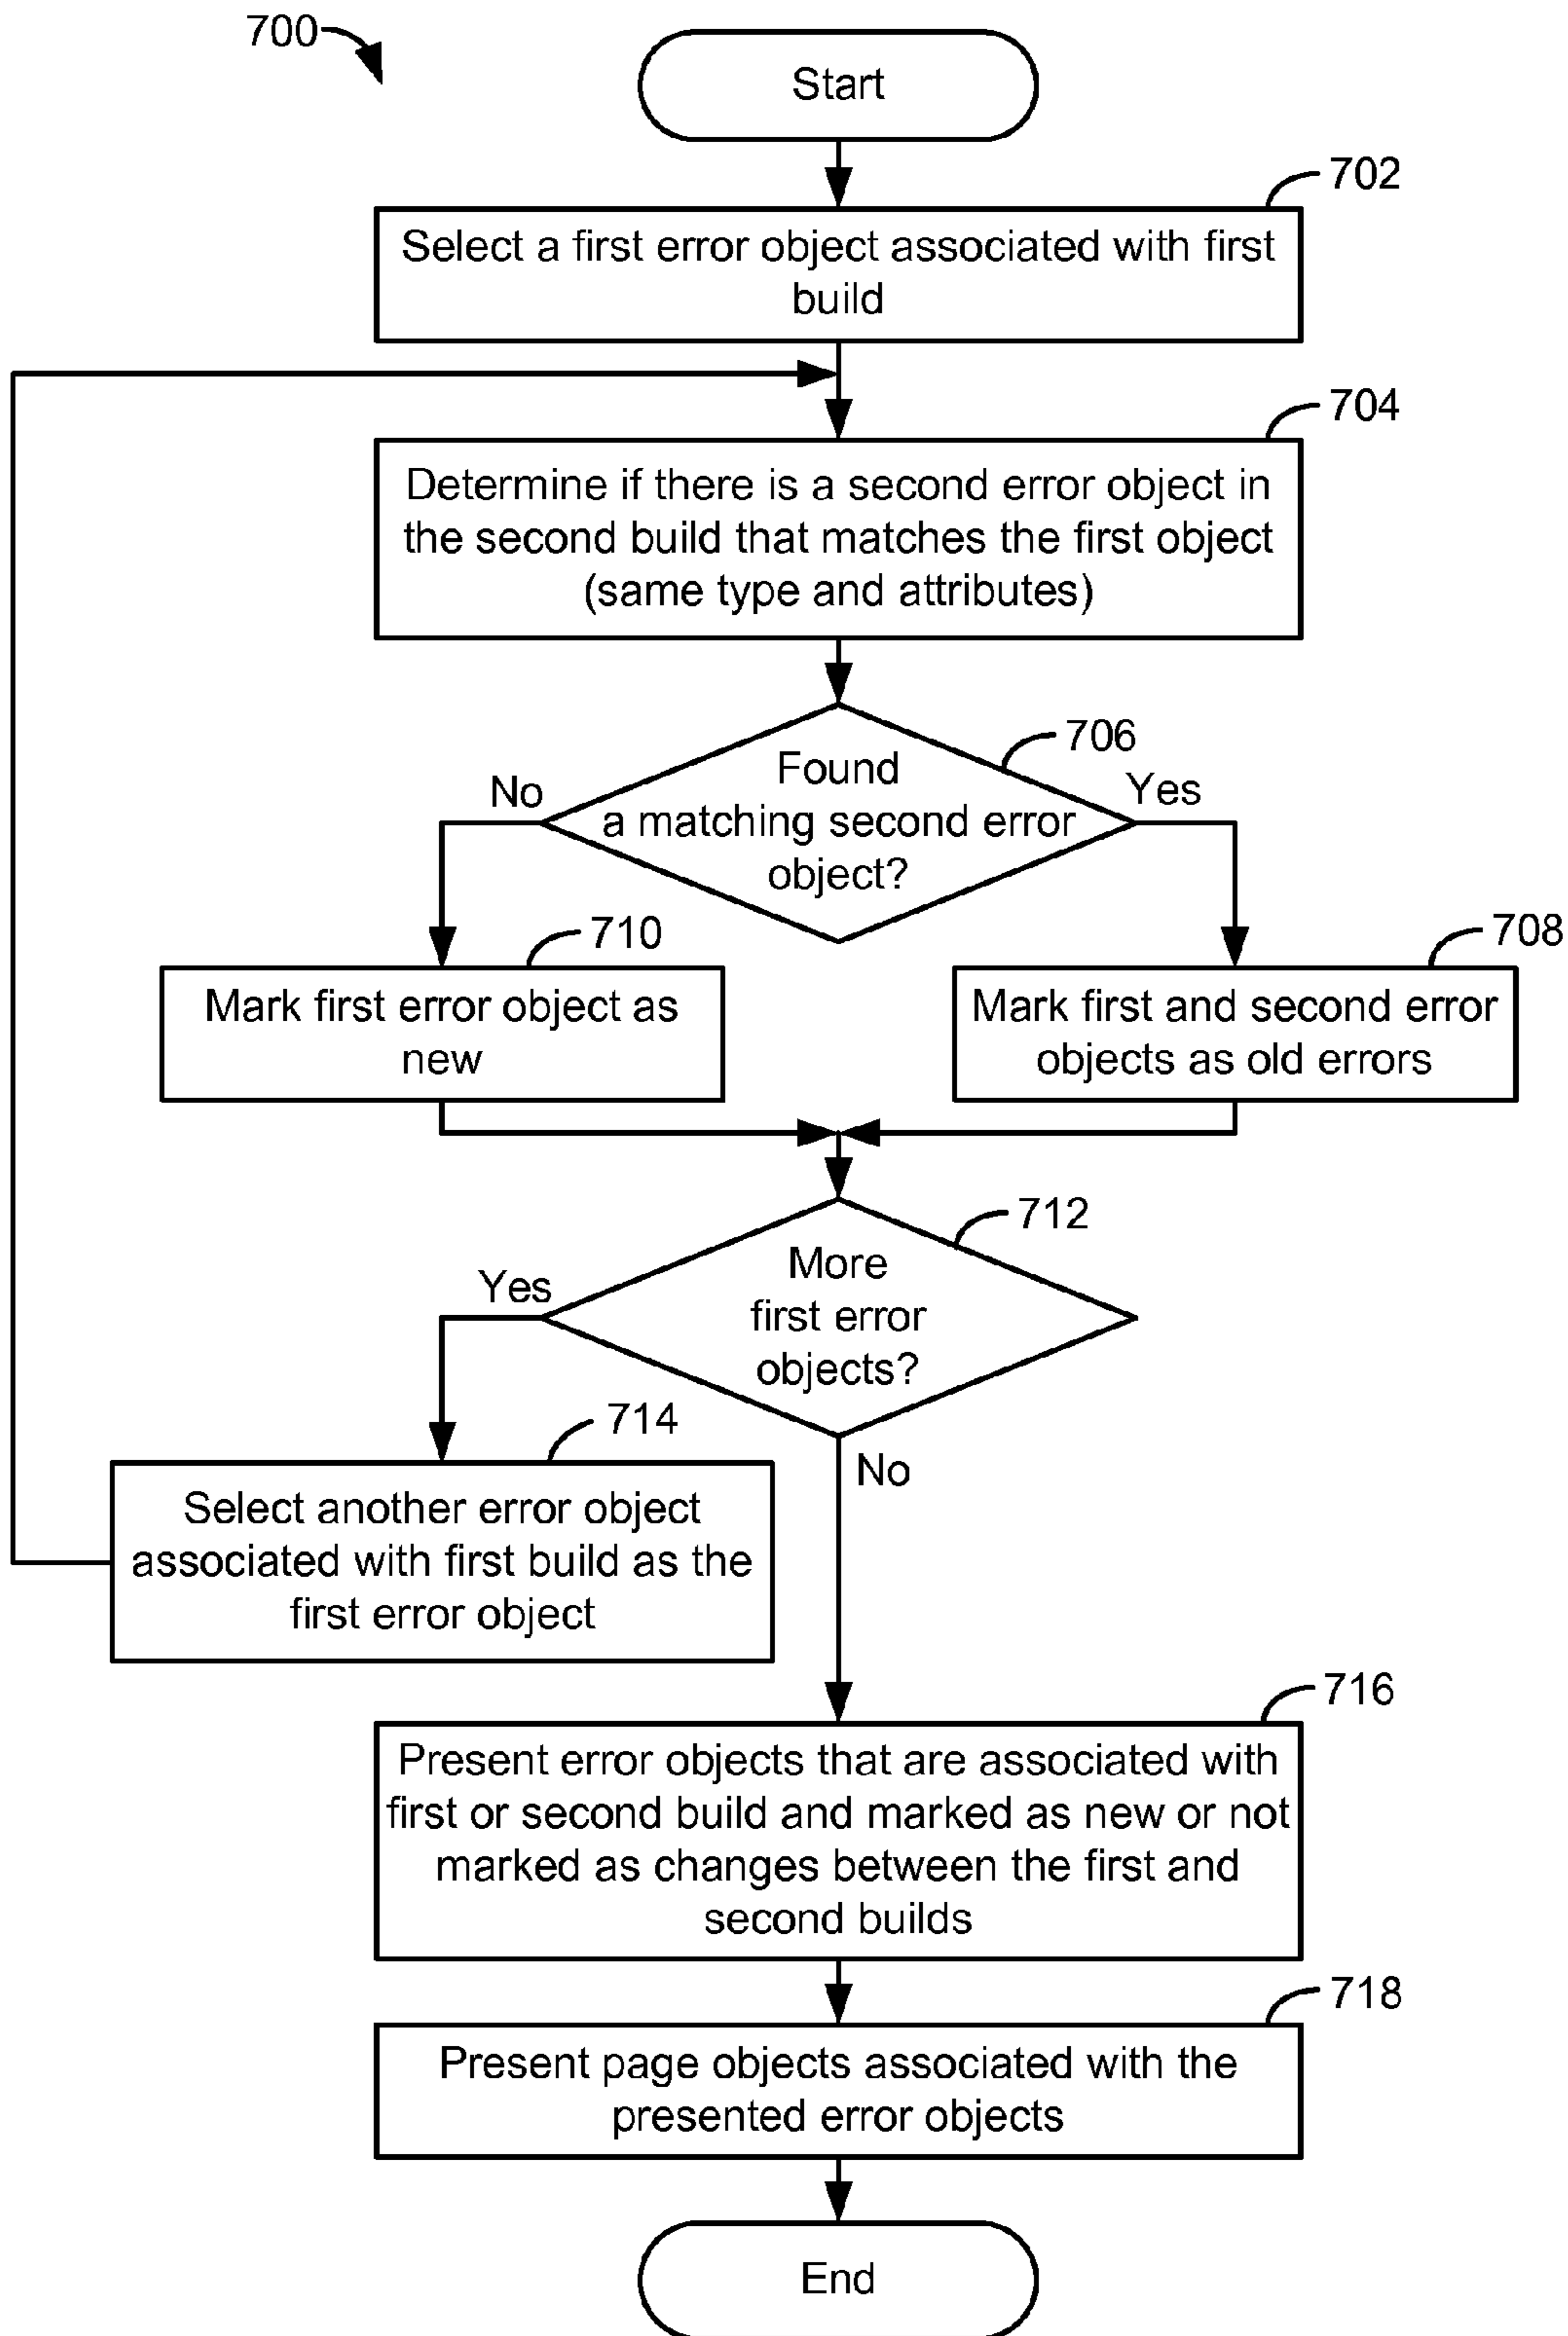 700
Start
702
Select a first error object associated with first
build
704
Determine if there is a second error object in
the second build that matches the first object
(same type and attributes)
706
Found
a matching second error
object?
No
Yes
710
Mark first error object as
new
708
Mark first and second error
objects as old errors
712
More
first error
objects?
Yes
No
714
Select another error object
associated with first build as the
first error object
716
Present error objects that are associated with
first or second build and marked as new or not
marked as changes between the first and
second builds
718
Present page objects associated with the
presented error objects
End